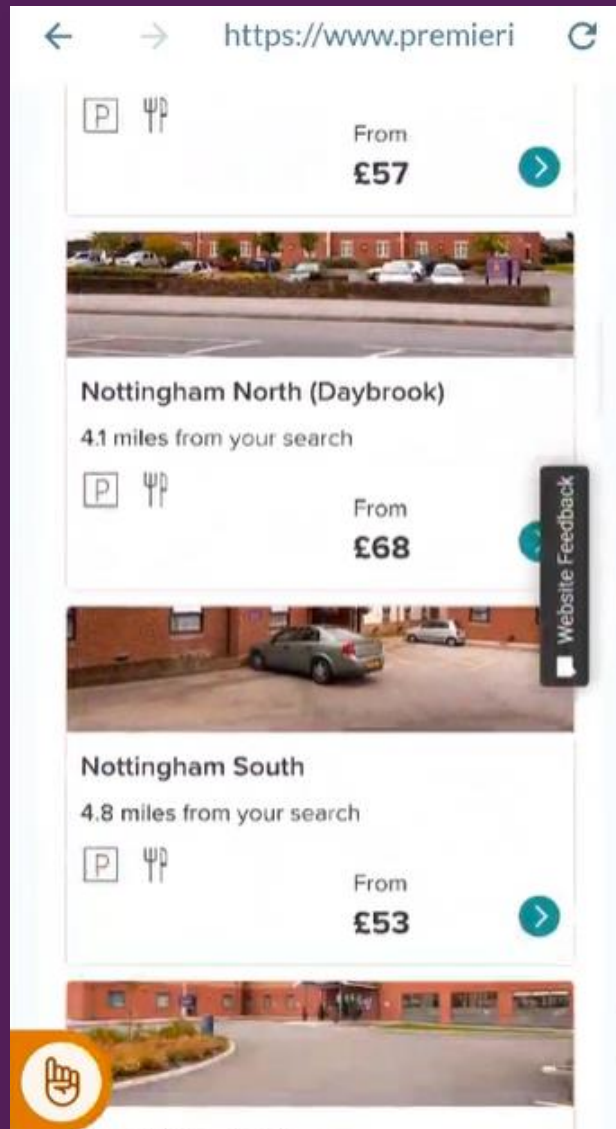 https://www.premieri
P
From
£57
Nottingham North (Daybrook)
4.1 miles from your search
P
From
£68
Website Feedback
Nottingham South
4.8 miles from your search
P
From
£53